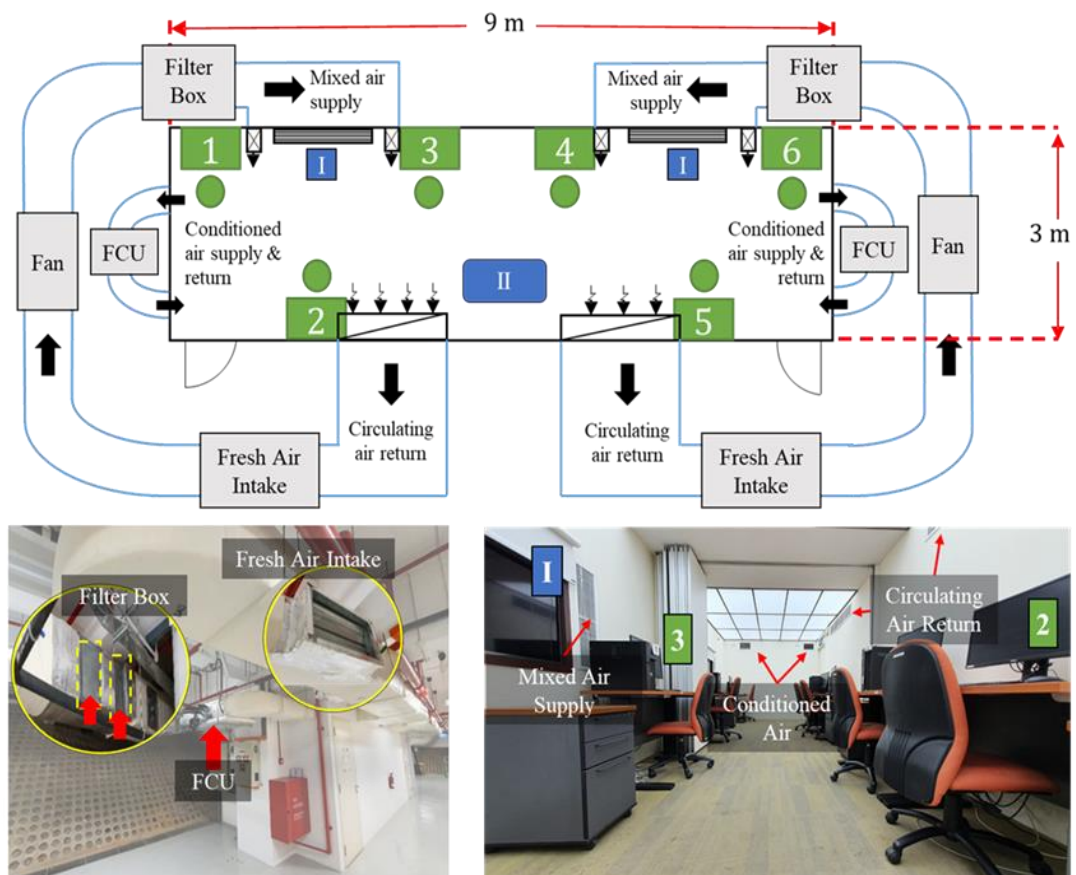 9 m
Filter
Box
Mixed air
supply
Mixed air
supply
Filter
Box
1
I
3
4
I
6
Fan
FCU
Conditioned
air supply &
return
Conditioned
air supply &
return
FCU
Fan
3 m
II
2
5
Circulating
air return
Circulating
air return
Fresh Air
Intake
Fresh Air
Intake
Fresh Air Intake
Filter Box
FCU
I
3
2
Circulating
Air Return
Mixed Air
Supply
Conditioned
Air